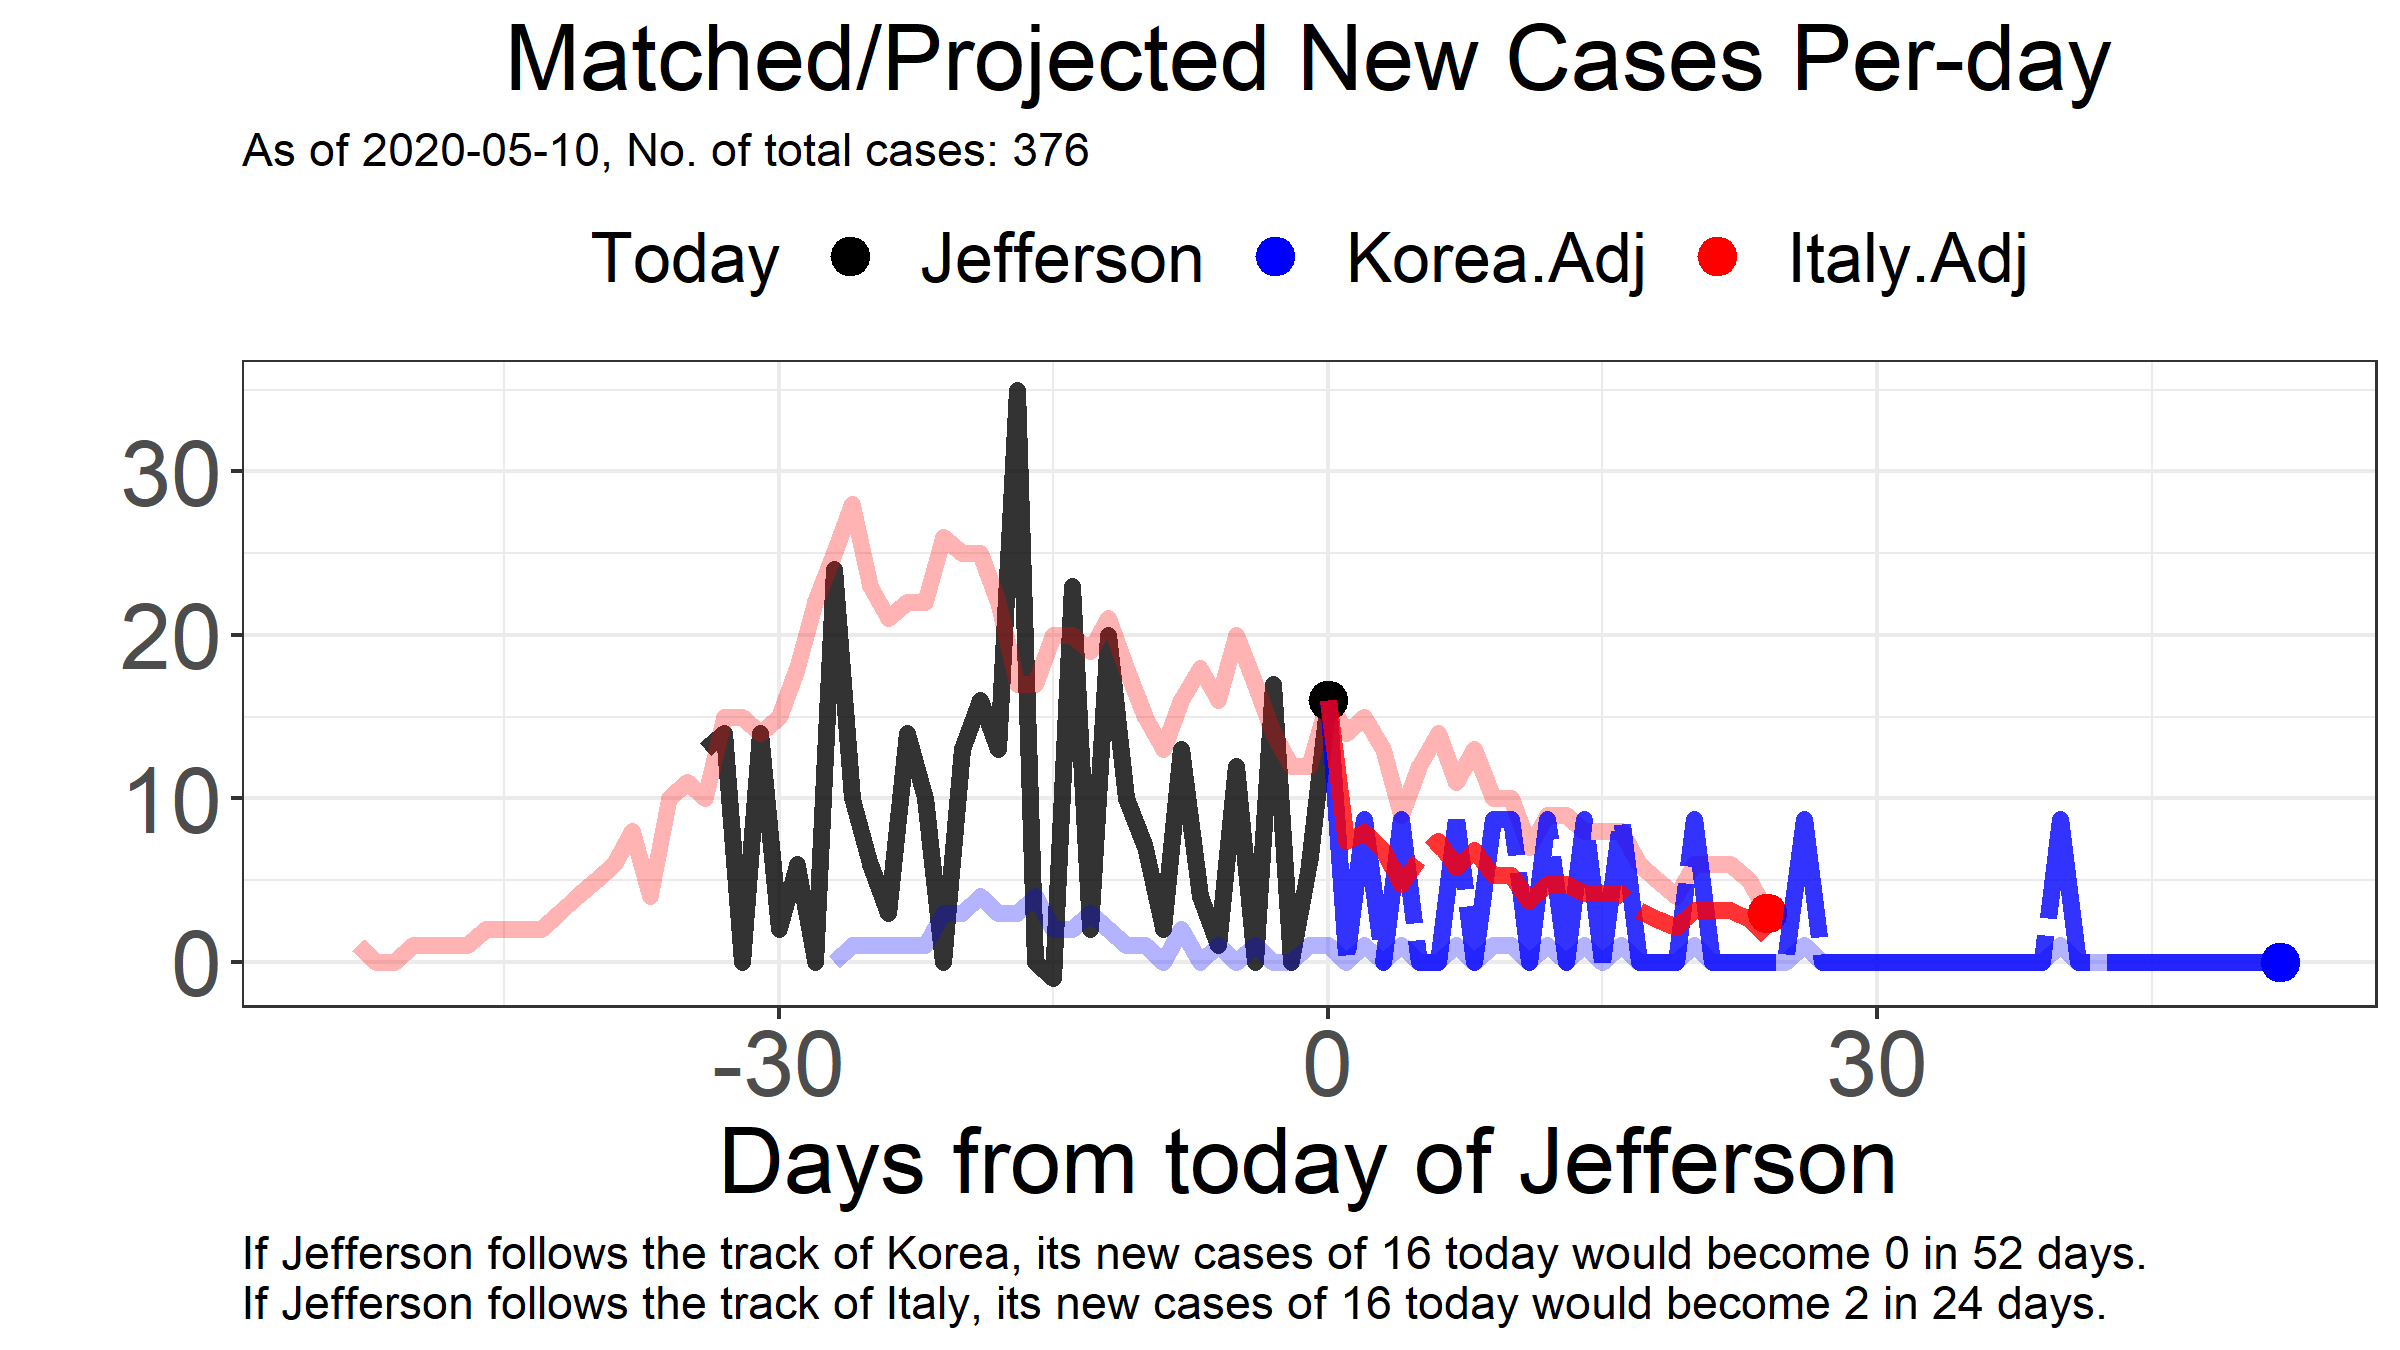 Matched/Projected New Cases Per-day
As of 2020-05-10, No. of total cases: 376
Today Jefferson Korea.Adj Italy.Adj
30
20
10
0
-30 0 30
Days from today of Jefferson
If Jefferson follows the track of Korea, its new cases of 16 today would become 0 in 52 days.
If Jefferson follows the track of Italy, its new cases of 16 today would become 2 in 24 days.